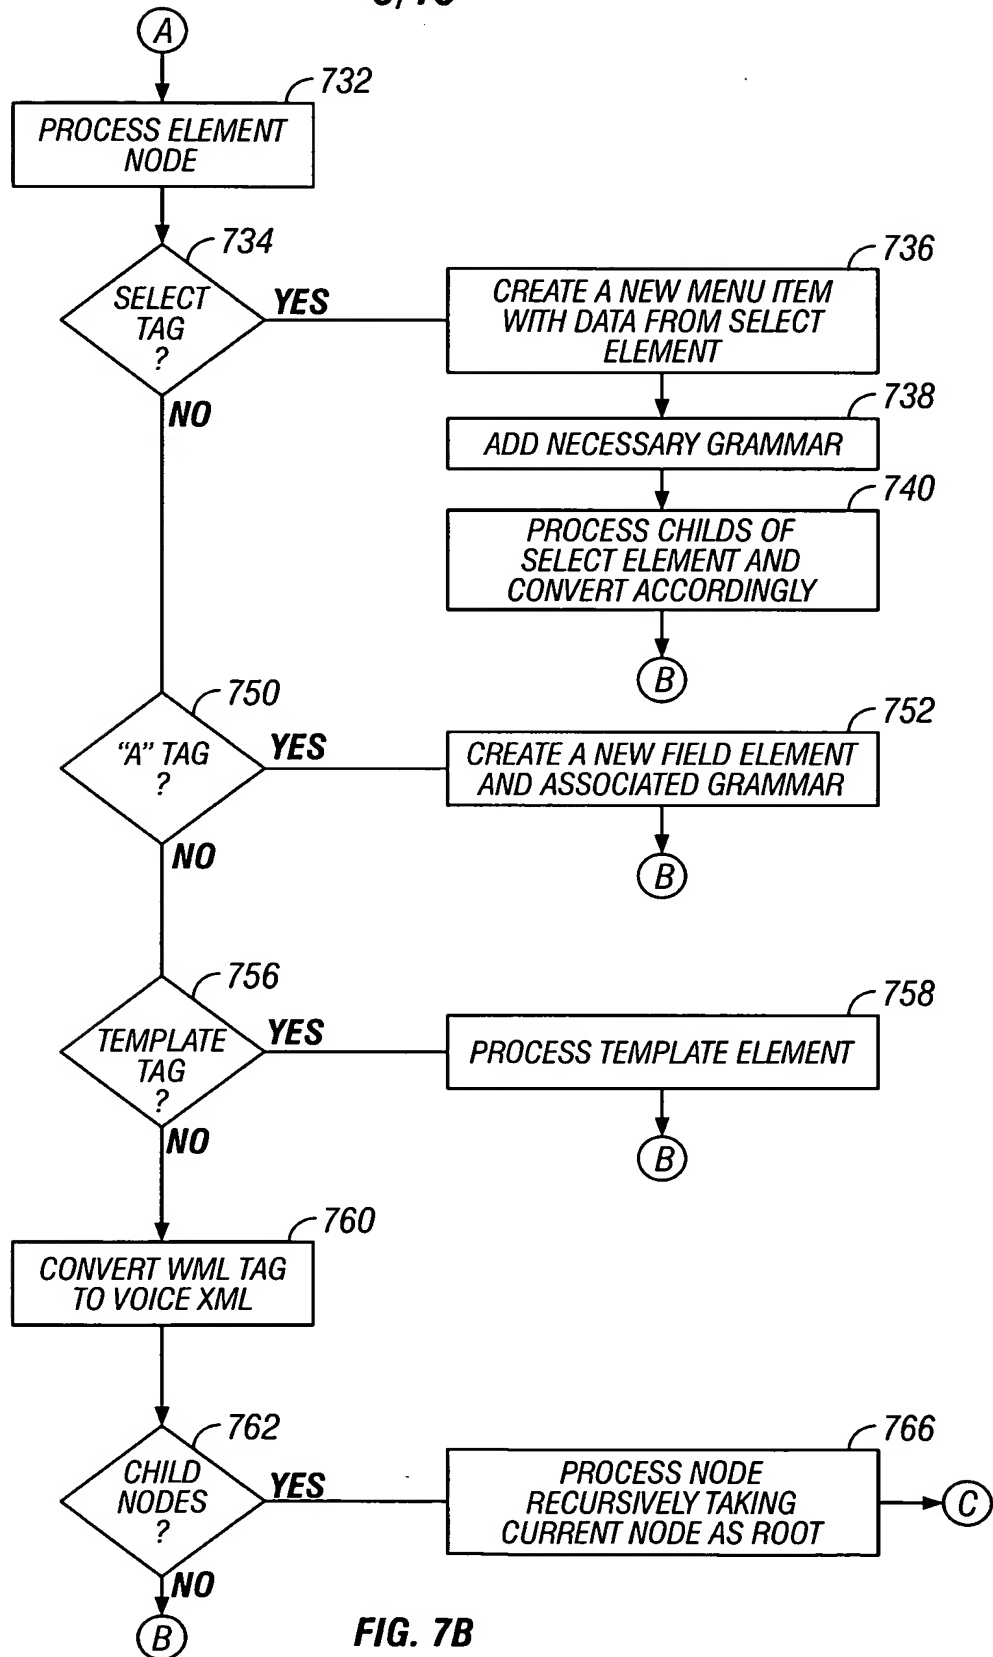 A
732
PROCESS ELEMENT
NODE
734
SELECT
TAG
?
YES
NO
736
CREATE A NEW MENU ITEM
WITH DATA FROM SELECT
ELEMENT
738
ADD NECESSARY GRAMMAR
740
PROCESS CHILDS OF
SELECT ELEMENT AND
CONVERT ACCORDINGLY
B
750
"A" TAG
?
YES
NO
752
CREATE A NEW FIELD ELEMENT
AND ASSOCIATED GRAMMAR
B
756
TEMPLATE
TAG
?
YES
NO
758
PROCESS TEMPLATE ELEMENT
B
760
CONVERT WML TAG
TO VOICE XML
762
CHILD
NODES
?
YES
NO
766
PROCESS NODE
RECURSIVELY TAKING
CURRENT NODE AS ROOT
C
B
FIG. 7B